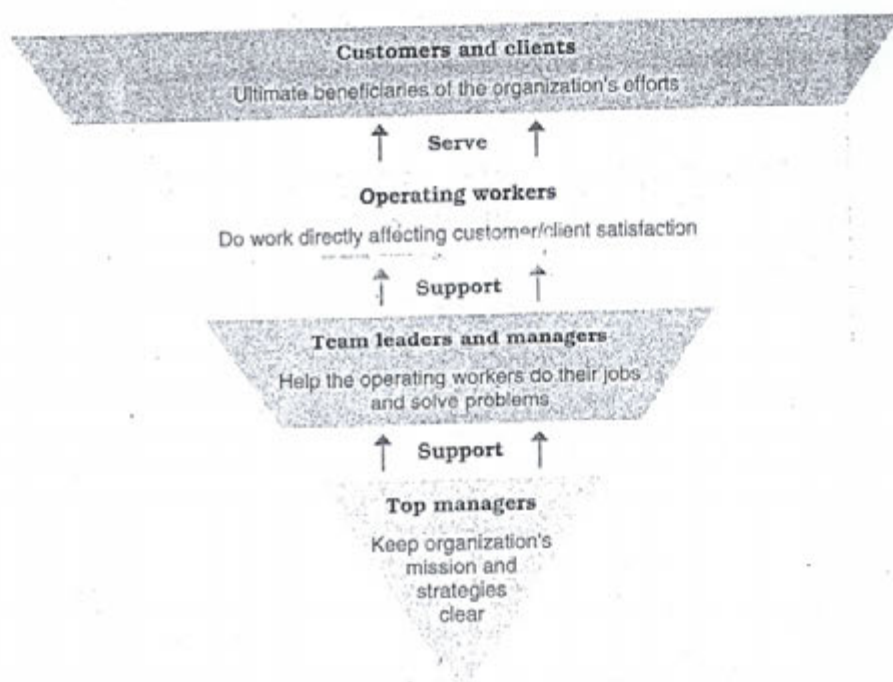 Customers and clients
Ultimate beneficiaries of the organization's efforts
Serve
Operating workers
Do work directly affecting customer/client satisfaction
Support
Team leaders and managers
Help the operating workers do their jobs
and solve problems
Support
Top managers
Keep organization's
mission and
strategies
clear